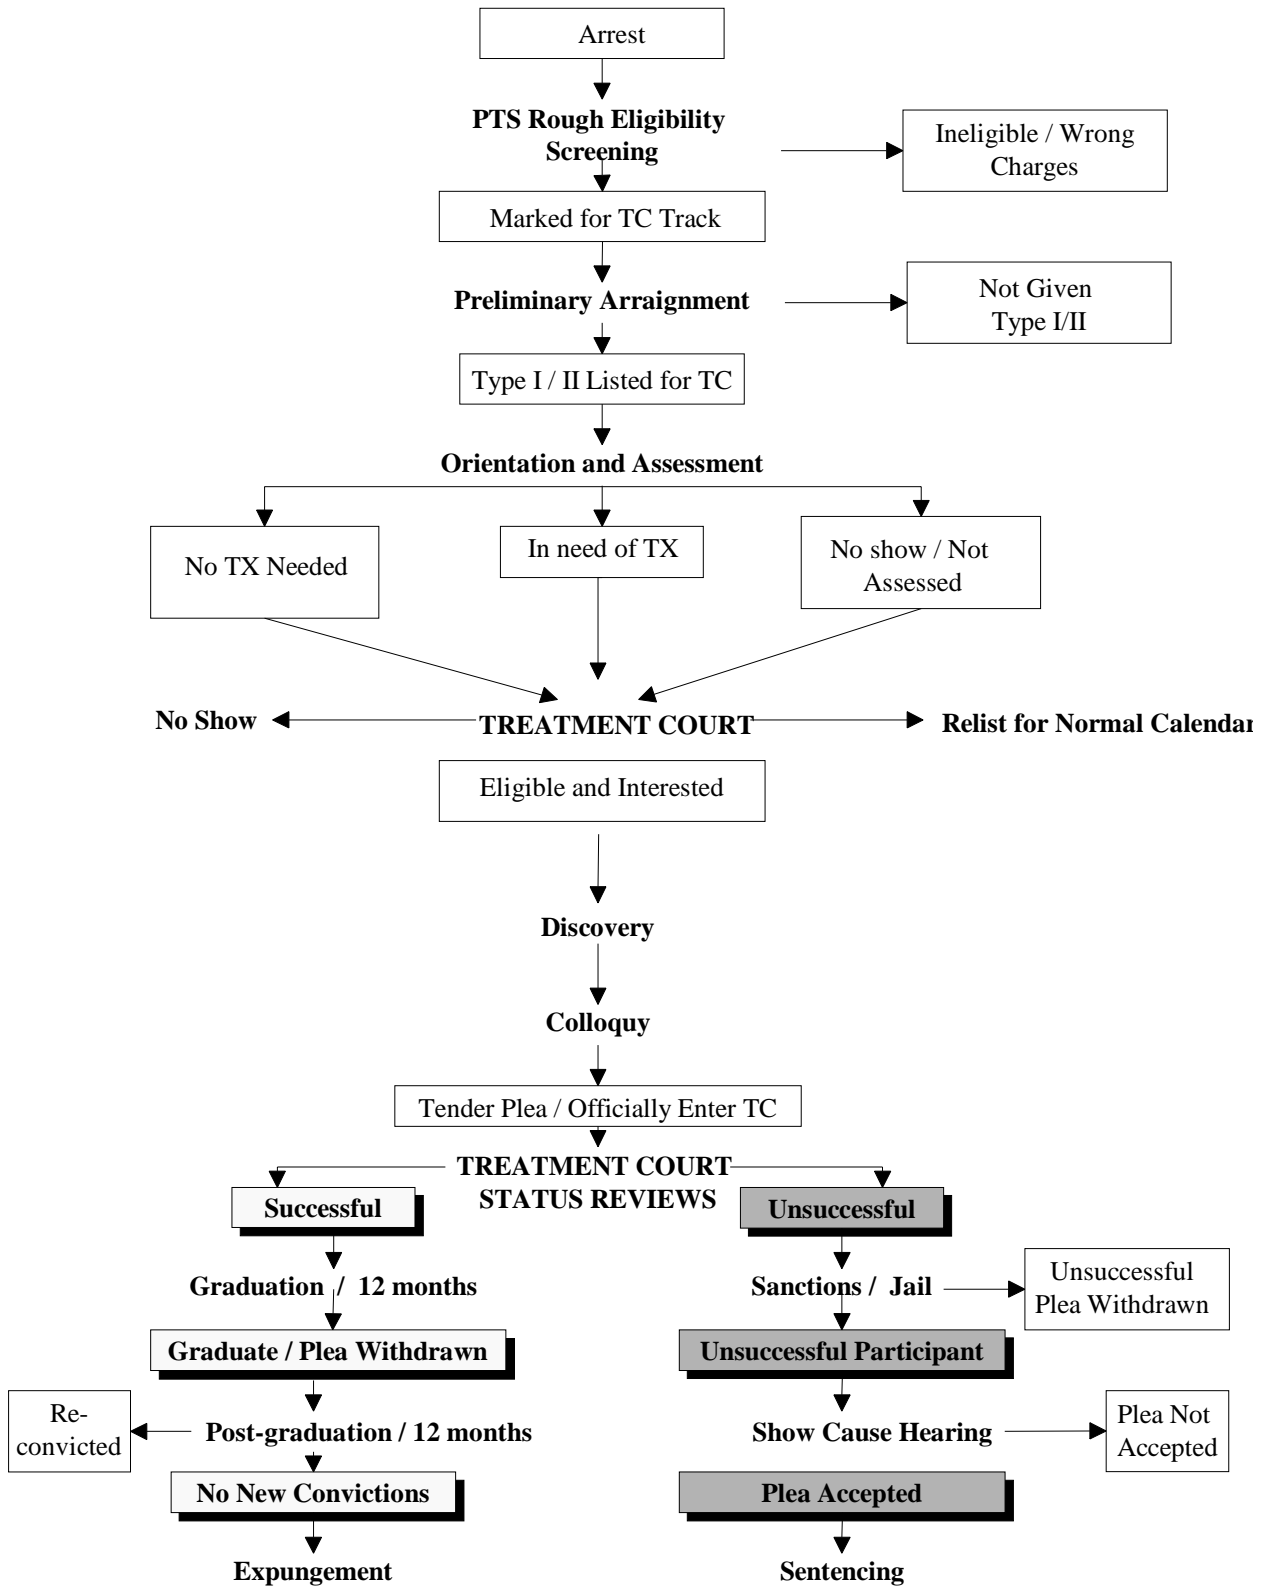 Arrest
PTS Rough Eligibility
Screening
Ineligible / Wrong
Charges
Marked for TC Track
Preliminary Arraignment
Not Given
Type I/II
Type I / II Listed for TC
Orientation and Assessment
No TX Needed
In need of TX
No show / Not
Assessed
No Show
TREATMENT COURT
Relist for Normal Calendar
Eligible and Interested
Discovery
Colloquy
Tender Plea / Officially Enter TC
TREATMENT COURT
STATUS REVIEWS
Successful
Unsuccessful
Graduation / 12 months
Sanctions / Jail
Unsuccessful
Plea Withdrawn
Graduate / Plea Withdrawn
Unsuccessful Participant
Re-
convicted
Post-graduation / 12 months
Show Cause Hearing
Plea Not
Accepted
No New Convictions
Plea Accepted
Expungement
Sentencing